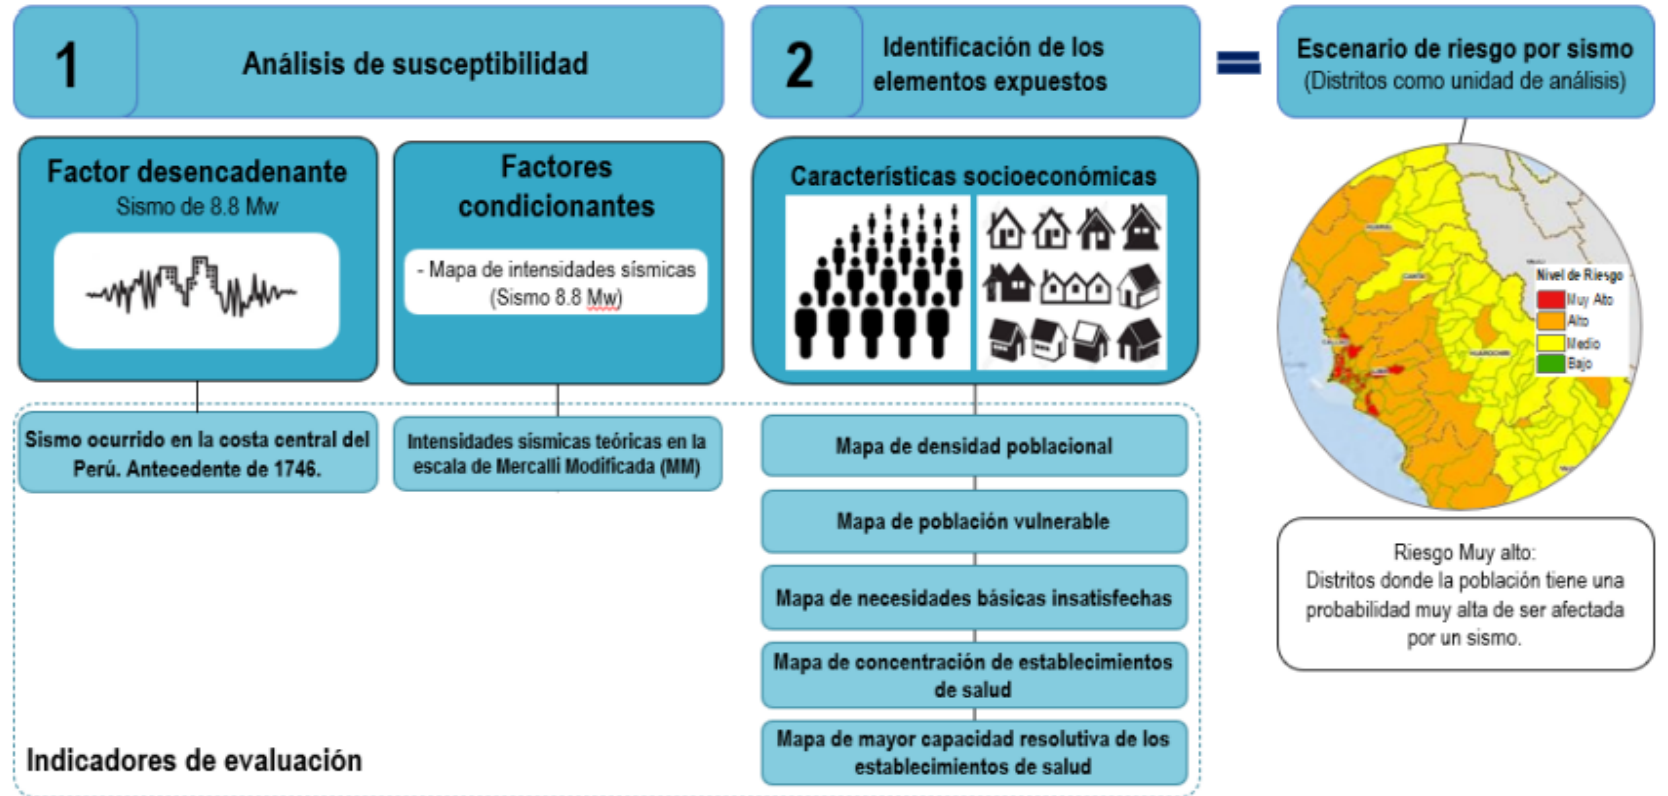 1
Análisis de susceptibilidad
2
Identificación de los
elementos expuestos
Escenario de riesgo por sismo
(Distritos como unidad de análisis)
Factor desencadenante
Sismo de 8.8 Mw
Factores
condicionantes
- Mapa de intensidades sísmicas
(Sismo 8.8 Mw)
Características socioeconómicas
Nivel de Riesgo
Muy Alto
Alto
Medio
Bajo
Sismo ocurrido en la costa central del
Perú. Antecedente de 1746.
Intensidades sísmicas teóricas en la
escala de Mercalli Modificada (MM)
Mapa de densidad poblacional
Mapa de población vulnerable
Mapa de necesidades básicas insatisfechas
Mapa de concentración de establecimientos
de salud
Mapa de mayor capacidad resolutiva de los
establecimientos de salud
Riesgo Muy alto:
Distritos donde la población tiene una
probabilidad muy alta de ser afectada
por un sismo.
Indicadores de evaluación